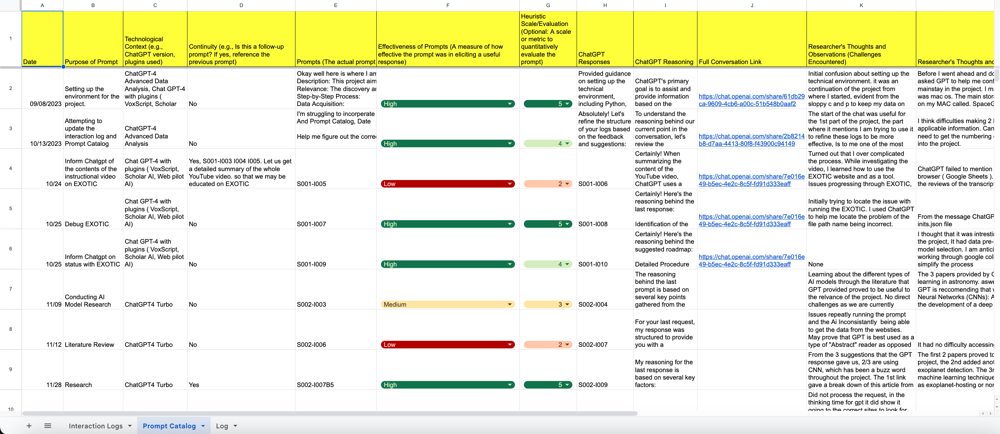 A B C D E F G H I J K
1
Date
Purpose of Prompt
Technological
Context (e.g.,
ChatGPT version,
plugins used)
Continuity (e.g., Is this a follow-up
prompt? If yes, reference the
previous prompt)
Prompts (The actual prompt
Effectiveness of Prompts (A measure of how
effective the prompt was in eliciting a useful
response)
Heuristic
Scale/Evaluation
(Optional: A scale
or metric to
quantitatively
evaluate the
prompt)
ChatGPT
Responses
ChatGPT Reasoning
Full Conversation Link
Researcher's Thoughts and
Observations (Challenges
Encountered)
Researcher's Thoughts and
2
09/08/2023
Setting up the
environment for the
project.
ChatGPT-4
Advanced Data
Analysis, Chat GPT-4
with plugins (
VoxScript, Scholar
No
Okay well here is where I am
Description: This project aim
Relevance: The discovery an
Step-by-Step Process:
Data Acquisition:
High
5
Provided guidance
on setting up the
technical
environment,
including Python,
ChatGPT's primary
goal is to assist and
provide information
based on the
https://chat.openai.com/share/61db29
ca-9609-4cb6-a00c-51b548b0aaf2
Initial confusion about setting up the
technical environment. it was an
continuation of the project from
where I started, evident from the
sloppy c and p to keep my data on
Before I went ahead and do
asked GPT to help me conf
mainstay in the project. I ma
was mac os. The main stor
on my MAC called. SpaceG
3
10/13/2023
Attempting to
update the
interaction log and
Prompt Catalog
ChatGPT-4
Advanced Data
Analysis
No
I'm struggling to incorperate
And Prompt Catalog, Date
Help me figure out the corre
High
4
Absolutely! Let's
refine the structure
of your logs based
on the feedback
and suggestions:
To understand the
reasoning behind our
current point in the
conversation, let's
review the
https://chat.openai.com/share/2b8214
b8-d7aa-4413-80f8-f43900c94149
The start of the chat was useful for
the 1st part of the project, the part
where it mentions I am trying to use it
to refine these logs to be more
effective, Is to me one of the most
I think difficulties making 2 l
applicable information. Can
need to get the numbering
into the project.
4
10/24
Inform Chatgpt of
the contents of the
instructional video
on EXOTIC
Chat GPT-4 with
plugins ( VoxScript,
Scholar AI, Web pilot
AI)
Yes, S001-I003 I004 I005. Let us get
a detailed summary of the whole
YouTube video. so that we may be
educated on EXOTIC
S001-I005
Low
2
S001-I006
Certainly! When
summarizing the
content of the
YouTube video,
ChatGPT uses a
https://chat.openai.com/share/7e016e
49-b5ec-4e2c-8c5f-fd91d333eaff
Turned out that I over complicated
the process. While investigating the
video, I learned how to use the
EXOTIC website and as a tool.
Issues progressing through EXOTIC,
ChatGPT failed to mention
browser ( Google Sheets ).
the reviews of the transcrip
5
10/25
Debug EXOTIC
Chat GPT-4 with
plugins ( VoxScript,
Scholar AI, Web pilot
AI)
No
S001-I007
High
5
S001-I008
Certainly! Here's the
reasoning behind the
last response:
Identification of the
https://chat.openai.com/share/7e016e
49-b5ec-4e2c-8c5f-fd91d333eaff
Initially trying to locate the issue with
running the EXOTIC. I used ChatGPT
to help me locate the problem of the
file path name being incorrect.
From the message ChatGP
inits.json file
6
10/25
Inform Chatgpt on
status with EXOTIC
Chat GPT-4 with
plugins ( VoxScript,
Scholar AI, Web pilot
AI)
No
S001-I009
High
4
S001-I010
Certainly! Here's the
reasoning behind the
suggested roadmap:
Detailed Procedure
https://chat.openai.com/share/7e016e
49-b5ec-4e2c-8c5f-fd91d333eaff
None
I thought that it was intresti
the project, It had data pre-
model selection. I am antici
working through google coll
simplify the process
7
11/09
Conducting AI
Model Research
ChatGPT4 Turbo
No
S002-I003
Medium
3
S002-I004
The reasoning
behind the last
prompt is based on
several key points
gathered from the
Learning about the different types of
AI models through the literature that
GPT provided proved to be useful to
the relvance of the project. No direct
challenges as we are currently
The 3 papers provided by G
learning in astronomy. aswe
GPT is reccomending that w
Neural Networks (CNNs): A
the development of a deep
8
11/12
Literature Review
ChatGPT4 Turbo
No
S002-I006
Low
2
S002-I007
For your last request,
my response was
structured to provide
you with a
Issues repeatly running the prompt
and the Ai Inconsistantly being able
to get the data from the websties.
May prove that GPT is best used as a
type of "Abstract" reader as opposed
It had no difficulty accessing
9
11/28
Research
ChatGPT4 Turbo
Yes
S002-I007B5
High
5
S002-I009
My reasoning for the
last response is
based on several key
factors:
From the 3 suggestions that the GPT
response gave us, 2/3 are using
CNN, which has been a buzz word
throughout the project. The 1st link
gave a break down of this article from
The first 2 papers proved to
project, the 2nd added anot
exoplanet detection. The 3r
machine learning technique
as exoplanet-hosting or nor
10
Did not process the request, in the
thinking time for gpt it did show it
going to the correct sites to look for
Interaction Logs
Prompt Catalog
Log